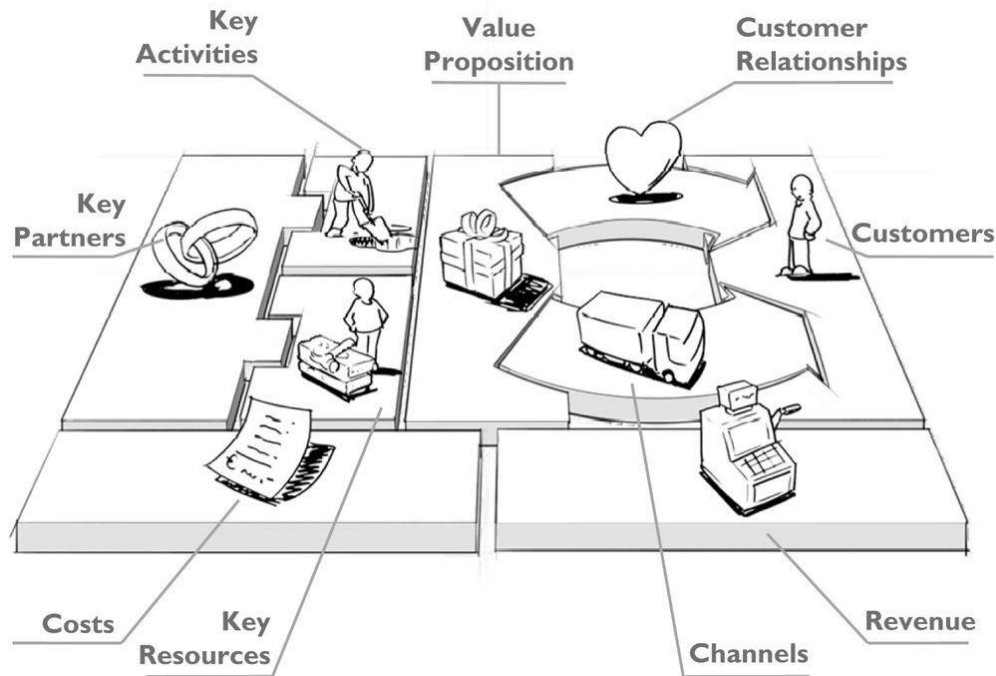 Key
Activities
Value
Proposition
Customer
Relationships
Key
Partners
Customers
€
Costs
Key
Resources
Channels
Revenue